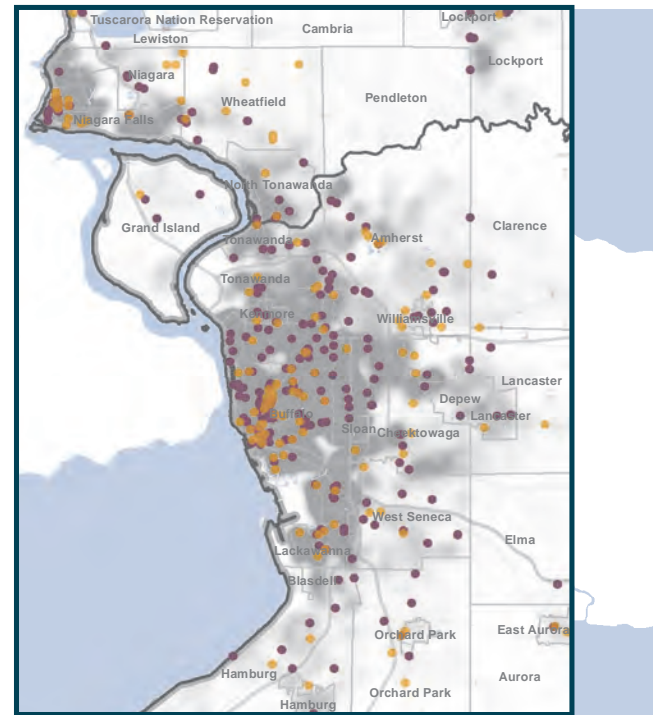 Tuscarora Nation Reservation
Lockport
Cambria
Lewiston
Lockport
Niagara
Wheatfield
Pendleton
Niagara Falls
North Tonawanda
Grand Island
Clarence
Tonawanda
Amherst
Tonawanda
Kenmore
Williamsville
Lancaster
Depew
Buffalo
Lancaster
Sloan
Cheektowaga
West Seneca
Elma
Lackawanna
Blasdell
East Aurora
Orchard Park
Hamburg
Aurora
Orchard Park
Hamburg